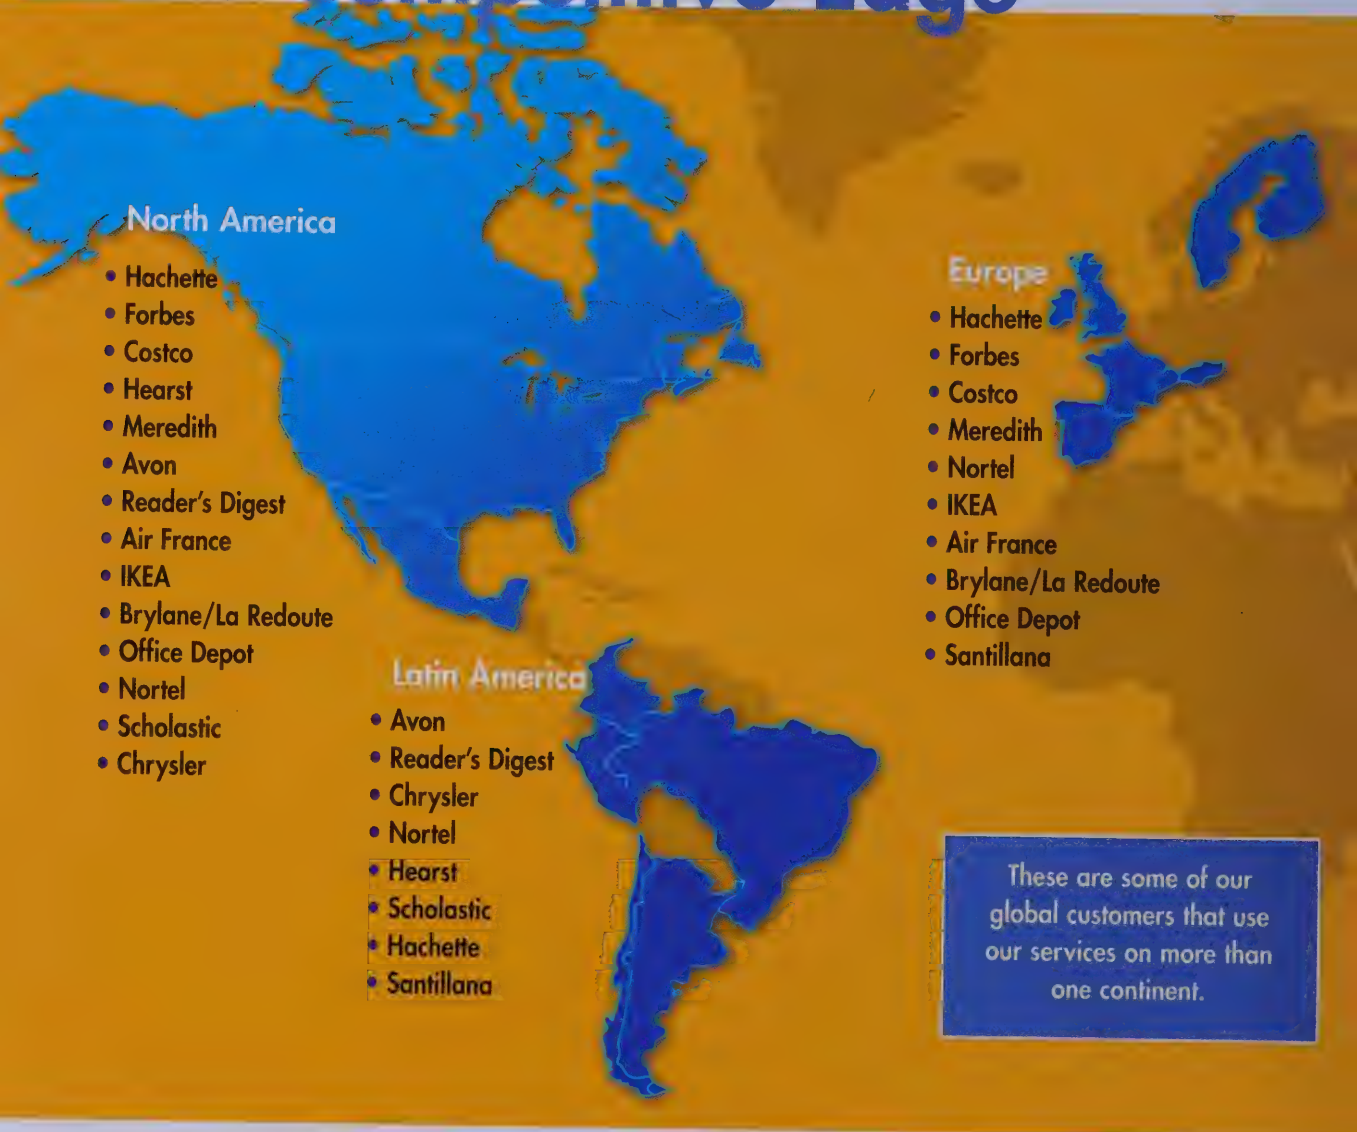 Competitive Edge
North America
• Hachette
• Forbes
• Costco
• Hearst
• Meredith
• Avon
• Reader's Digest
• Air France
• IKEA
• Brylane/La Redoute
• Office Depot
• Nortel
• Scholastic
• Chrysler
Latin America
• Avon
• Reader's Digest
• Chrysler
• Nortel
• Hearst
• Scholastic
• Hachette
• Santillana
Europe
• Hachette
• Forbes
• Costco
• Meredith
• Nortel
• IKEA
• Air France
• Brylane/La Redoute
• Office Depot
• Santillana
These are some of our
global customers that use
our services on more than
one continent.